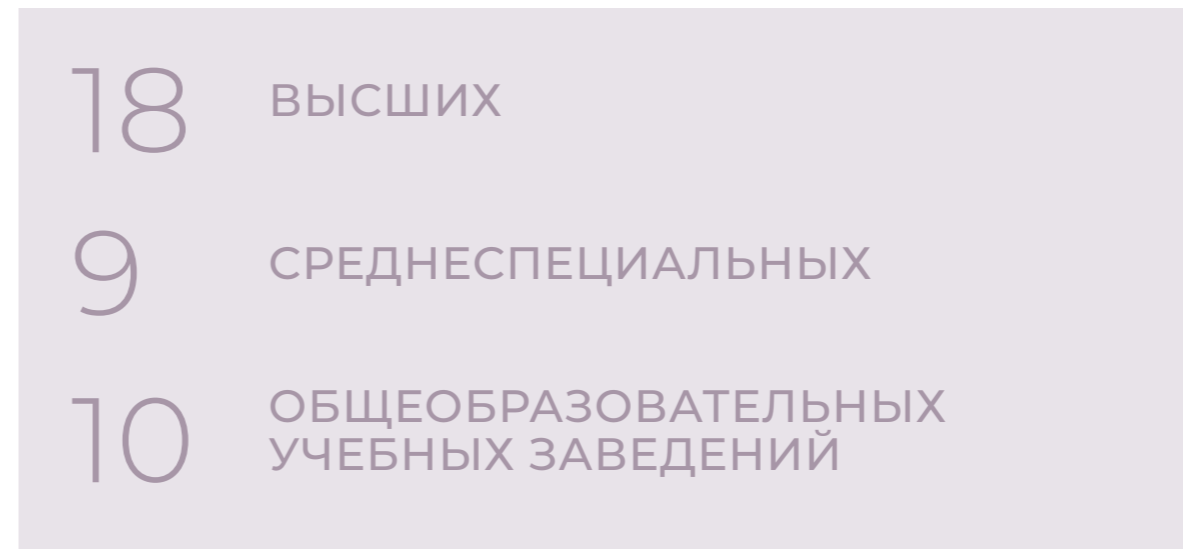 18 ВЫСШИХ
9 СРЕДНЕСПЕЦИАЛЬНЫХ
10 ОБЩЕОБРАЗОВАТЕЛЬНЫХ
УЧЕБНЫХ ЗАВЕДЕНИЙ